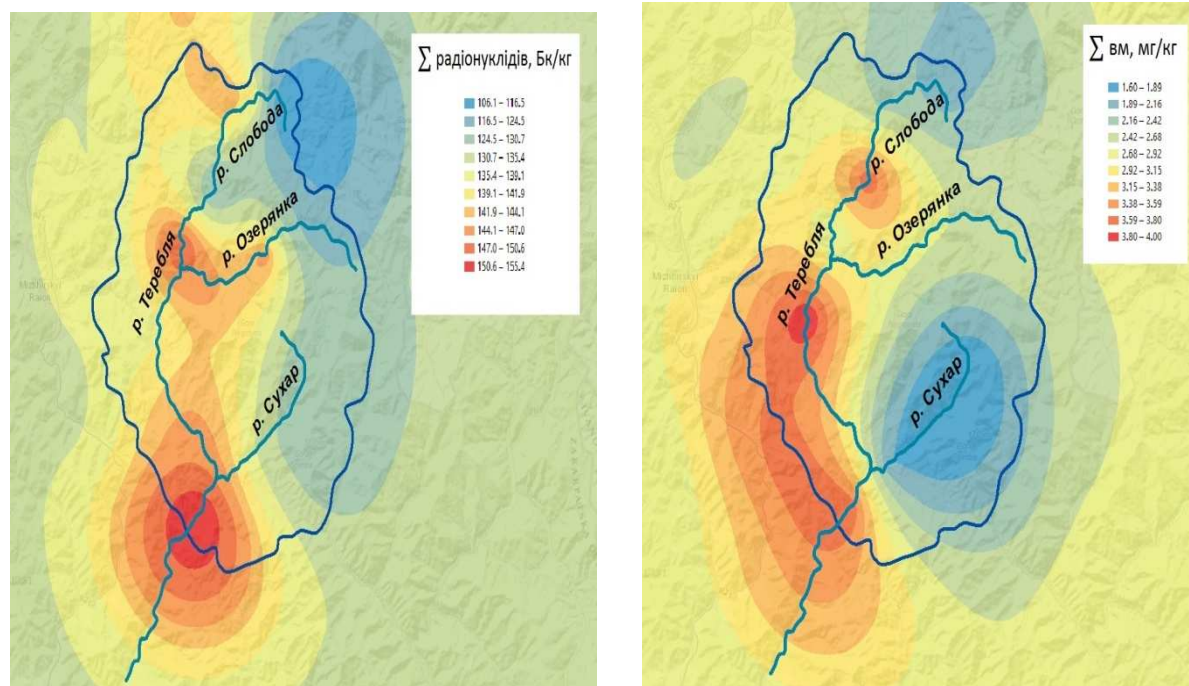 ∑ радіонуклідів, Бк/кг
106.1 – 116.5
116.5 – 124.5
124.5 – 130.7
130.7 – 135.4
135.4 – 139.1
139.1 – 141.9
141.9 – 144.1
144.1 – 147.0
147.0 – 150.6
150.6 – 155.4
р. Слобода
р. Озерянка
р. Теребля
р. Сухар
∑ вм, мг/кг
1.60 – 1.89
1.89 – 2.16
2.16 – 2.42
2.42 – 2.68
2.68 – 2.92
2.92 – 3.15
3.15 – 3.38
3.38 – 3.59
3.59 – 3.80
3.80 – 4.00
р. Слобода
р. Озерянка
р. Теребля
р. Сухар